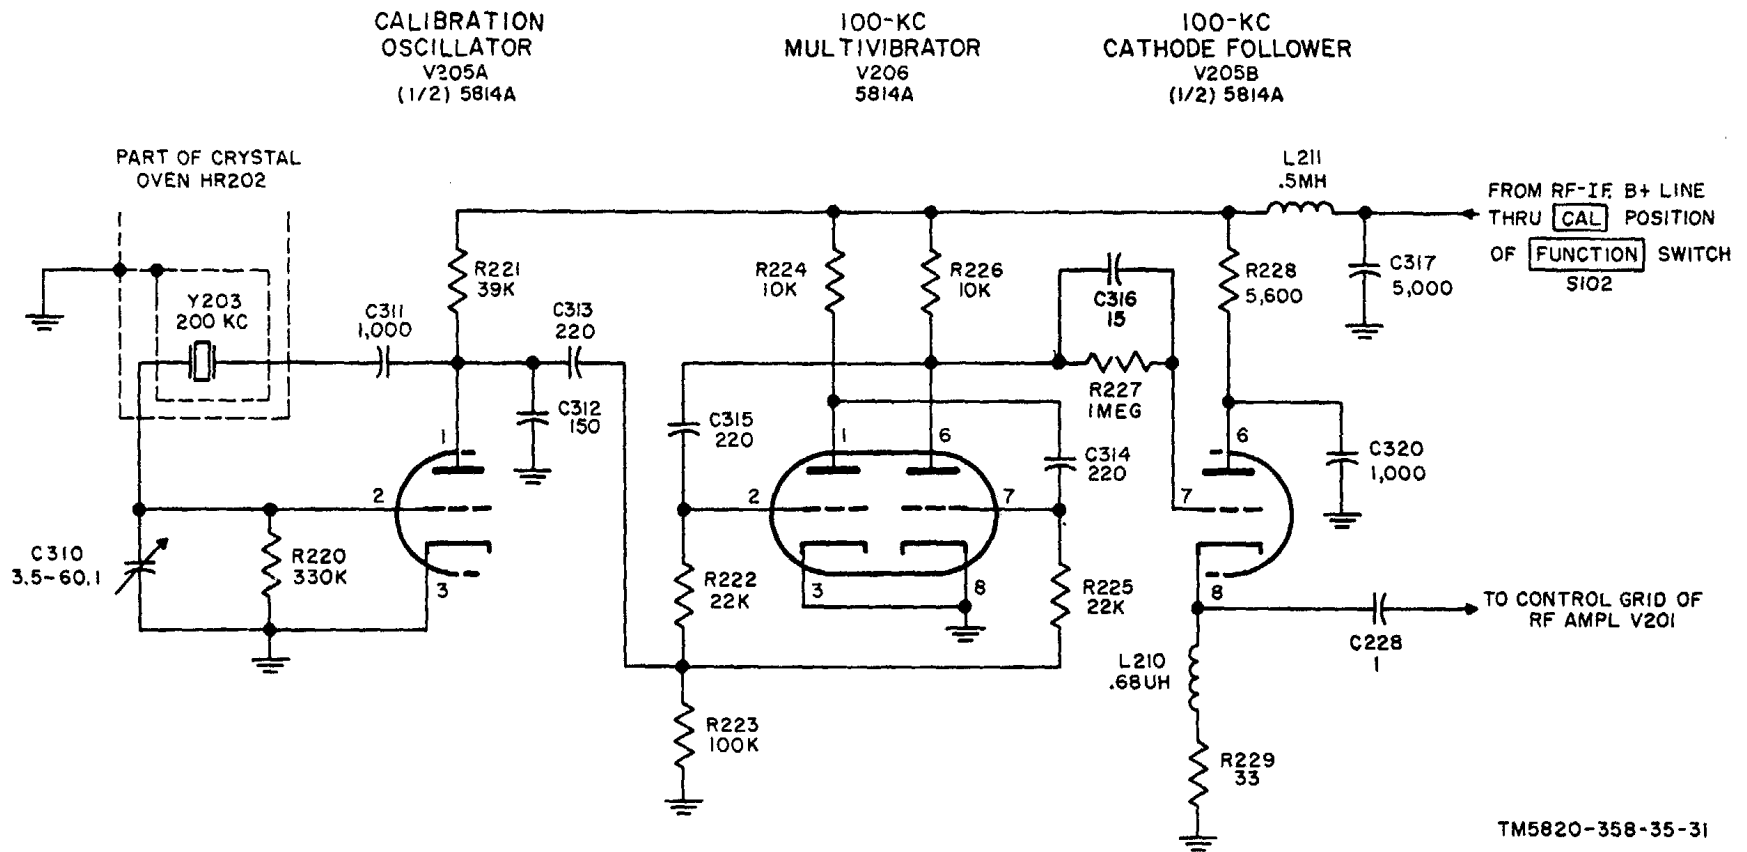 CALIBRATION
OSCILLATOR
V205A
(1/2) 5814A
100-KC
MULTIVIBRATOR
V206
5814A
100-KC
CATHODE FOLLOWER
V205B
(1/2) 5814A
PART OF CRYSTAL
OVEN HR202
L211
.5MH
FROM RF-IF. B+ LINE
THRU CAL POSITION
OF FUNCTION SWITCH
S102
Y203
200 KC
C311
1,000
R221
39K
C313
220
R224
10K
R226
10K
C316
15
R228
5,600
C317
5,000
C312
150
C315
220
R227
1MEG
C314
220
C320
1,000
1
2
3
1
6
2
7
3
8
6
7
8
C310
3.5-60.1
R220
330K
R222
22K
R225
22K
TO CONTROL GRID OF
RF AMPL V201
C228
1
L210
.68UH
R223
100K
R229
33
TM5820-358-35-31